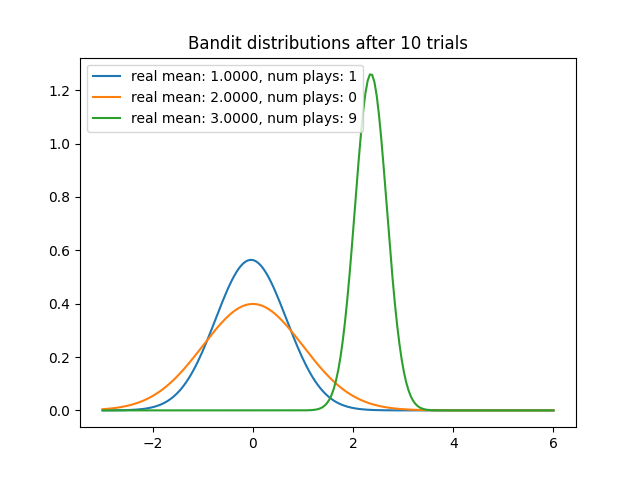 Bandit distributions after 10 trials
real mean: 1.0000, num plays: 1
real mean: 2.0000, num plays: 0
real mean: 3.0000, num plays: 9
1.2
1.0
0.8
0.6
0.4
0.2
0.0
−2 0 2 4 6